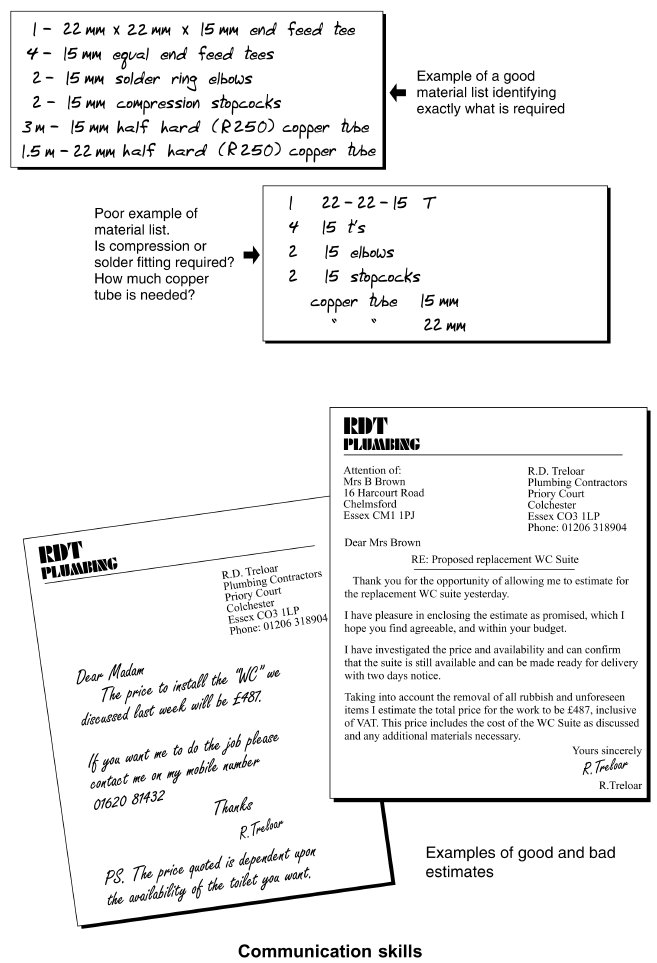 1 - 22 mm x 22 mm x 15 mm end feed tee
4 - 15 mm equal end feed tees
2 - 15 mm solder ring elbows
2 - 15 mm compression stopcocks
3 m - 15 mm half hard (R250) copper tube
1.5 m - 22 mm half hard (R250) copper tube
Example of a good
material list identifying
exactly what is required
Poor example of
material list.
Is compression or
solder fitting required?
How much copper
tube is needed?
1 22 - 22 - 15 T
4 15 t's
2 15 elbows
2 15 stopcocks
copper tube 15 mm
" " 22 mm
RDT
PLUMBING
Attention of:
Mrs B Brown
16 Harcourt Road
Chelmsford
Essex CM1 1PJ
R.D. Treloar
Plumbing Contractors
Priory Court
Colchester
Essex CO3 1LP
Phone: 01206 318904
Dear Mrs Brown
RE: Proposed replacement WC Suite
Thank you for the opportunity of allowing me to estimate for
the replacement WC suite yesterday.
I have pleasure in enclosing the estimate as promised, which I
hope you find agreeable, and within your budget.
I have investigated the price and availability and can confirm
that the suite is still available and can be made ready for delivery
with two days notice.
Taking into account the removal of all rubbish and unforeseen
items I estimate the total price for the work to be £487, inclusive
of VAT. This price includes the cost of the WC Suite as discussed
and any additional materials necessary.
Yours sincerely
R.Treloar
R.Treloar
RDT
PLUMBING
R.D. Treloar
Plumbing Contractors
Priory Court
Colchester
Essex CO3 1LP
Phone: 01206 318904
Dear Madam
The price to install the "WC" we
discussed last week will be £487.
If you want me to do the job please
contact me on my mobile number
01620 81432
Thanks
R.Treloar
PS. The price quoted is dependent upon
the availability of the toilet you want.
Examples of good and bad
estimates
Communication skills